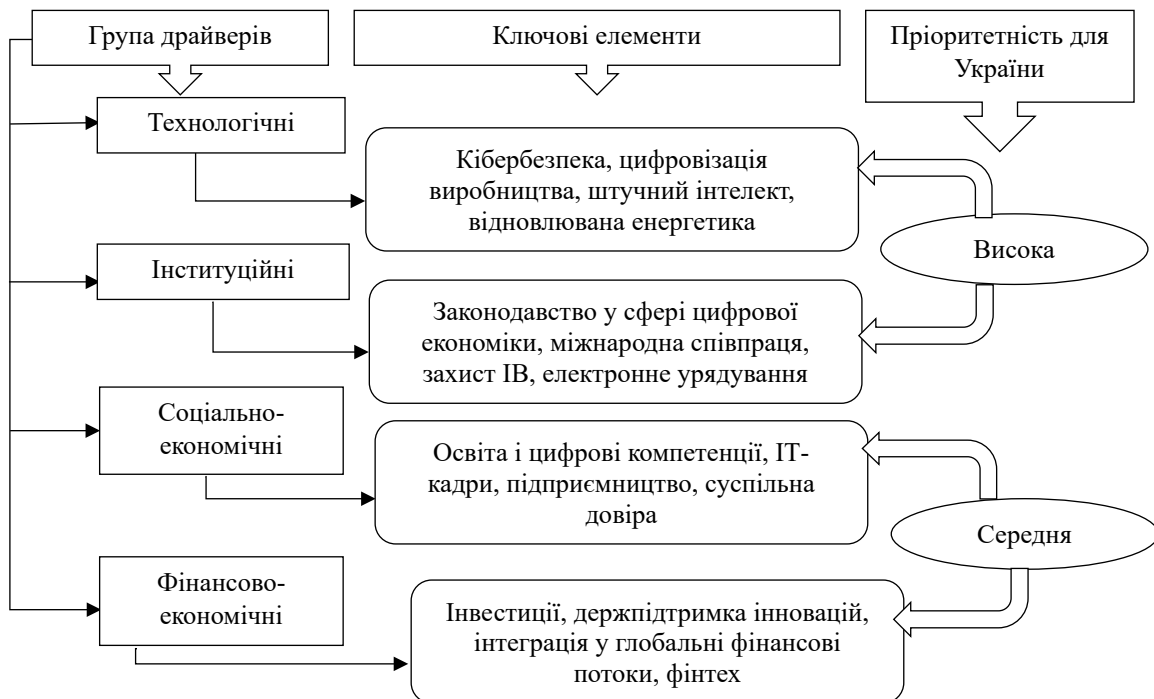 Група драйверів
Ключові елементи
Пріоритетність для
України
Технологічні
Кібербезпека, цифровізація
виробництва, штучний інтелект,
відновлювана енергетика
Висока
Інституційні
Законодавство у сфері цифрової
економіки, міжнародна співпраця,
захист ІВ, електронне урядування
Соціально-
економічні
Освіта і цифрові компетенції, ІТ-
кадри, підприємництво, суспільна
довіра
Середня
Фінансово-
економічні
Інвестиції, держпідтримка інновацій,
інтеграція у глобальні фінансові
потоки, фінтех